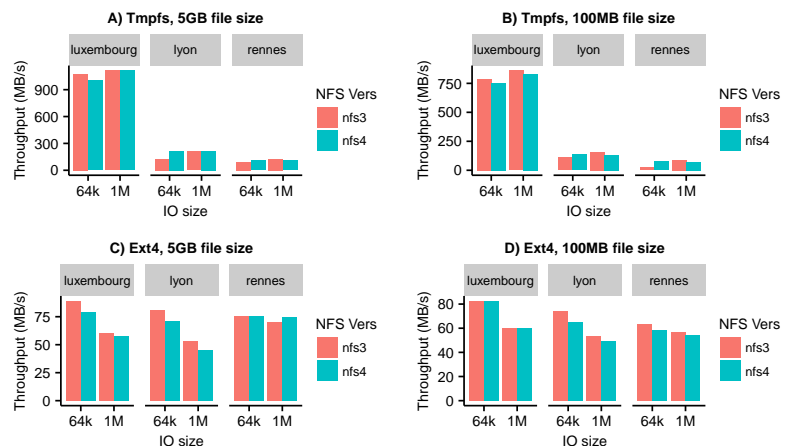 A) Tmpfs, 5GB file size
luxembourg lyon rennes
Throughput (MB/s)
900
600
300
0
64k 1M 64k 1M 64k 1M
IO size
NFS Vers
nfs3
nfs4
B) Tmpfs, 100MB file size
luxembourg lyon rennes
Throughput (MB/s)
750
500
250
0
64k 1M 64k 1M 64k 1M
IO size
NFS Vers
nfs3
nfs4
C) Ext4, 5GB file size
luxembourg lyon rennes
Throughput (MB/s)
75
50
25
0
64k 1M 64k 1M 64k 1M
IO size
NFS Vers
nfs3
nfs4
D) Ext4, 100MB file size
luxembourg lyon rennes
Throughput (MB/s)
80
60
40
20
0
64k 1M 64k 1M 64k 1M
IO size
NFS Vers
nfs3
nfs4